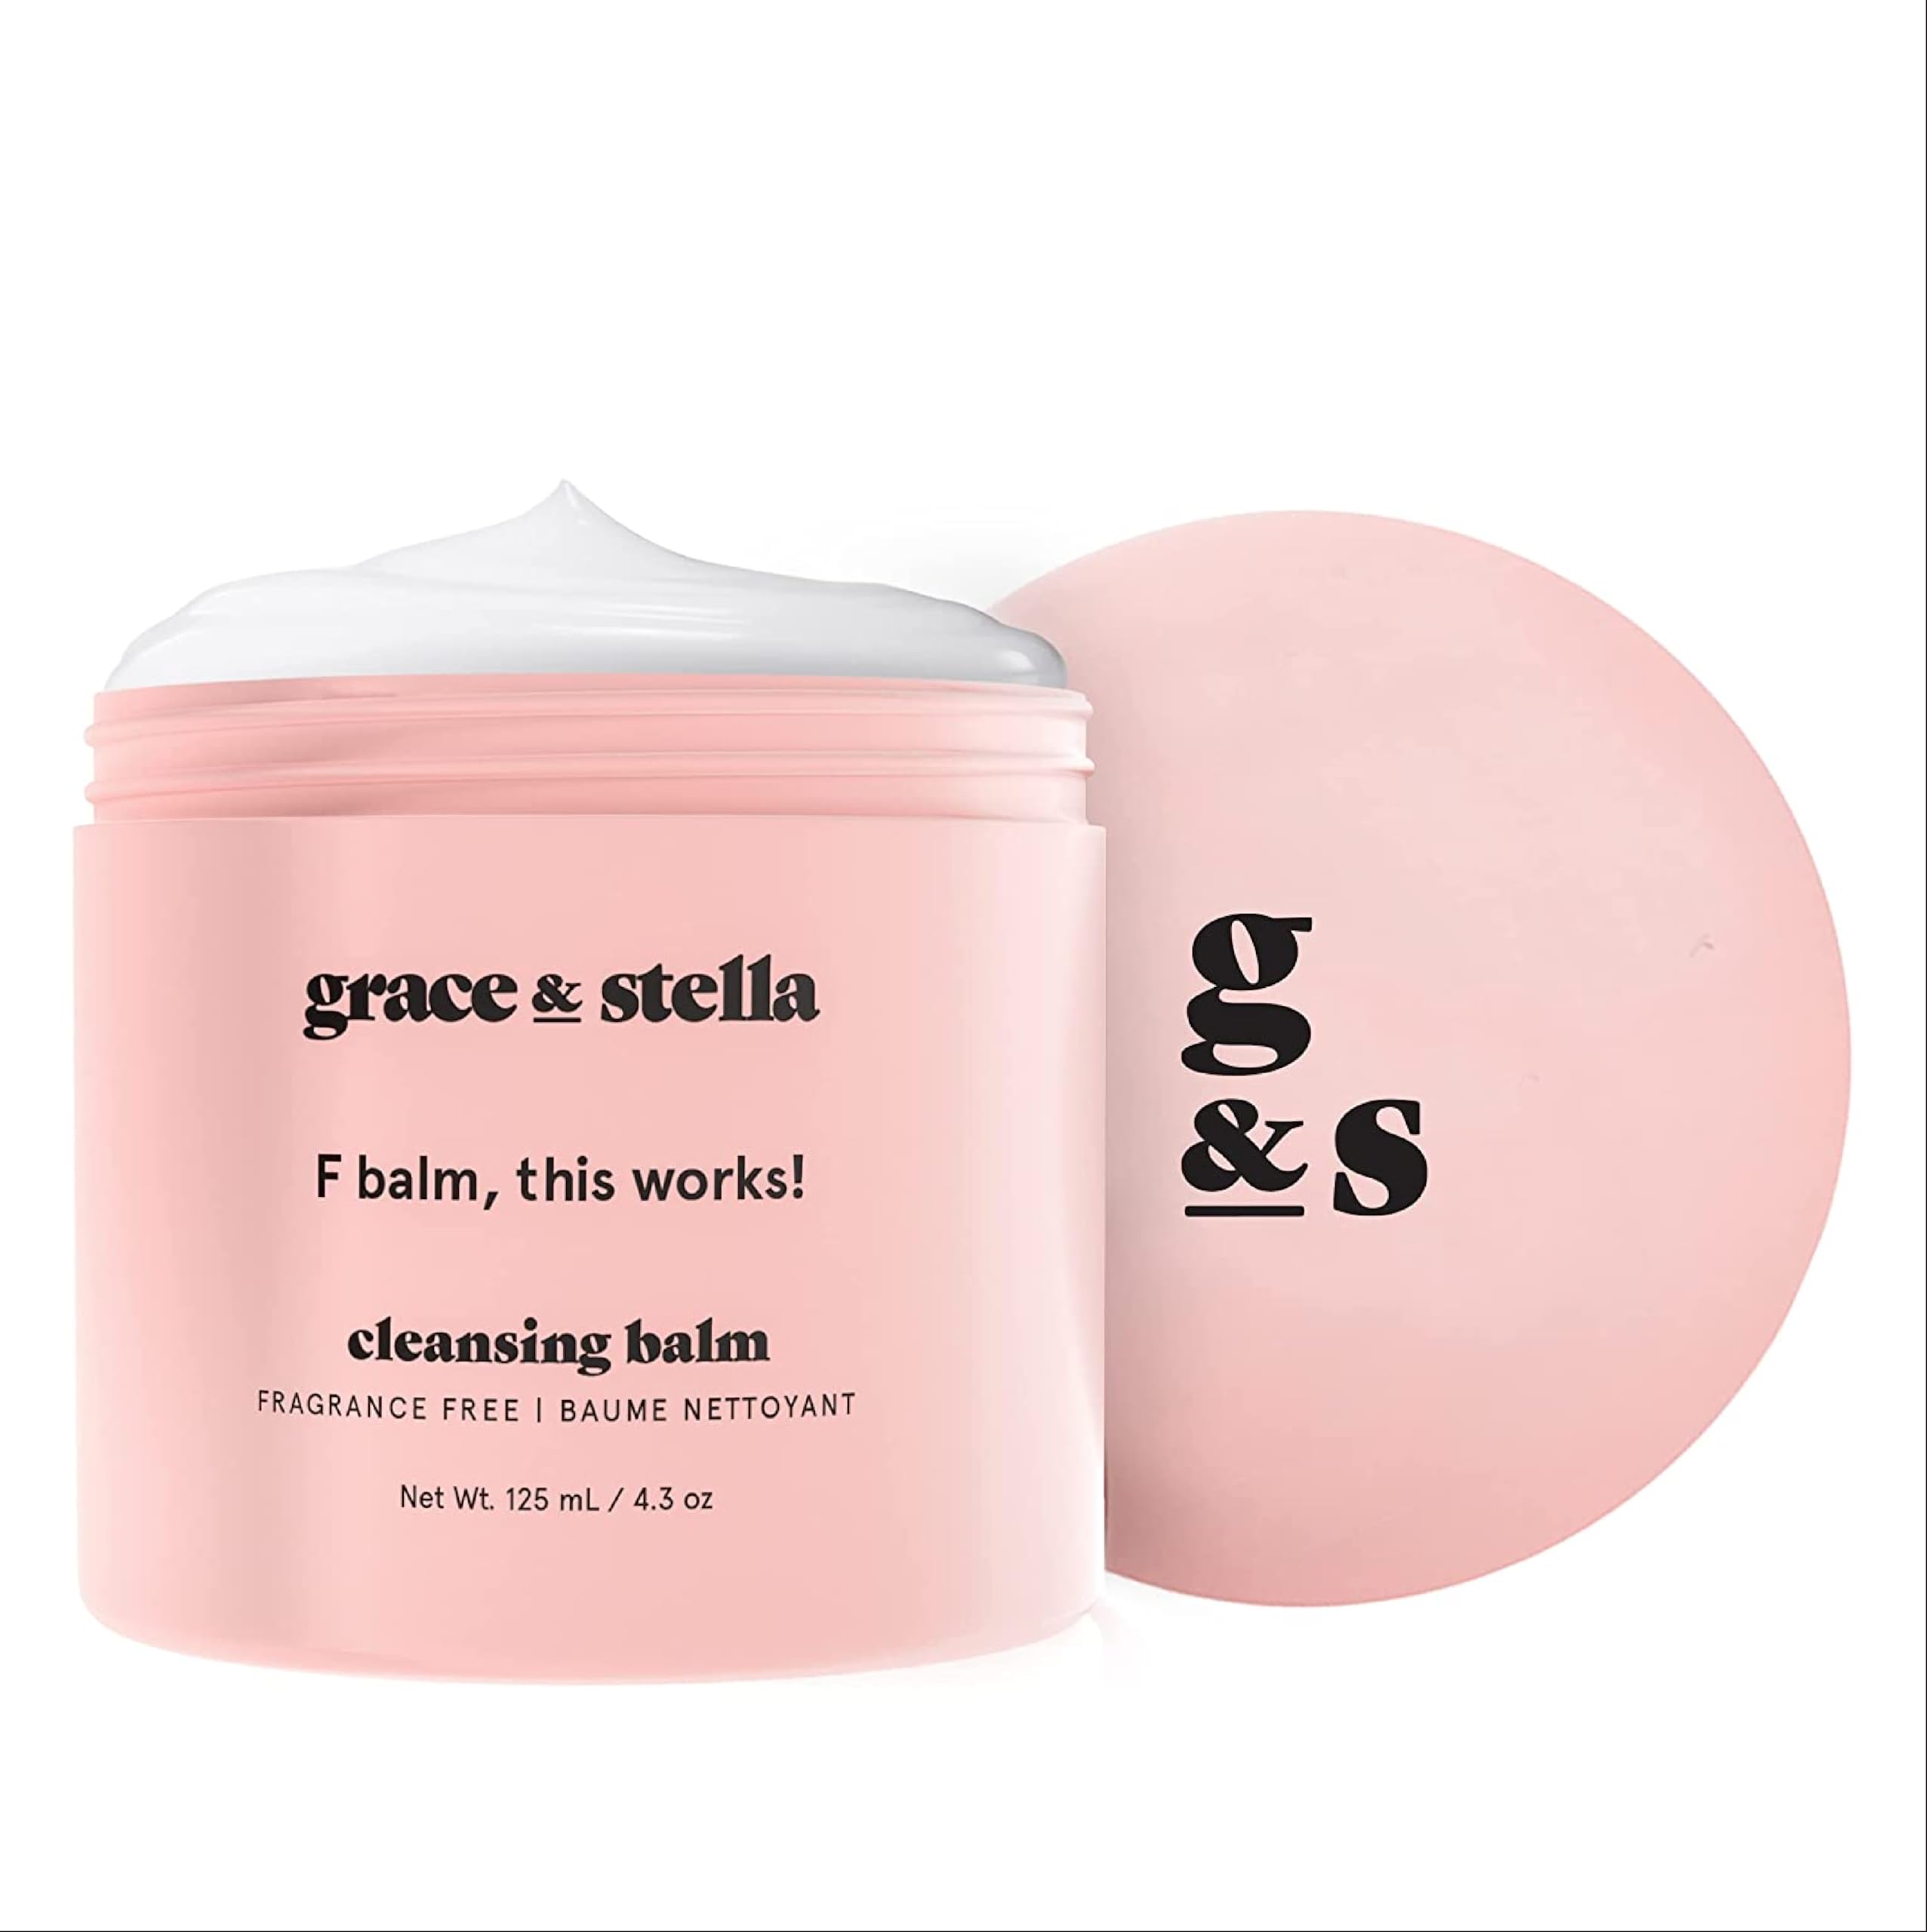 grace & stella
F balm, this works!
cleansing balm
FRAGRANCE FREE | BAUME NETTOYANT
Net Wt. 125 mL / 4.3 oz
g
& s